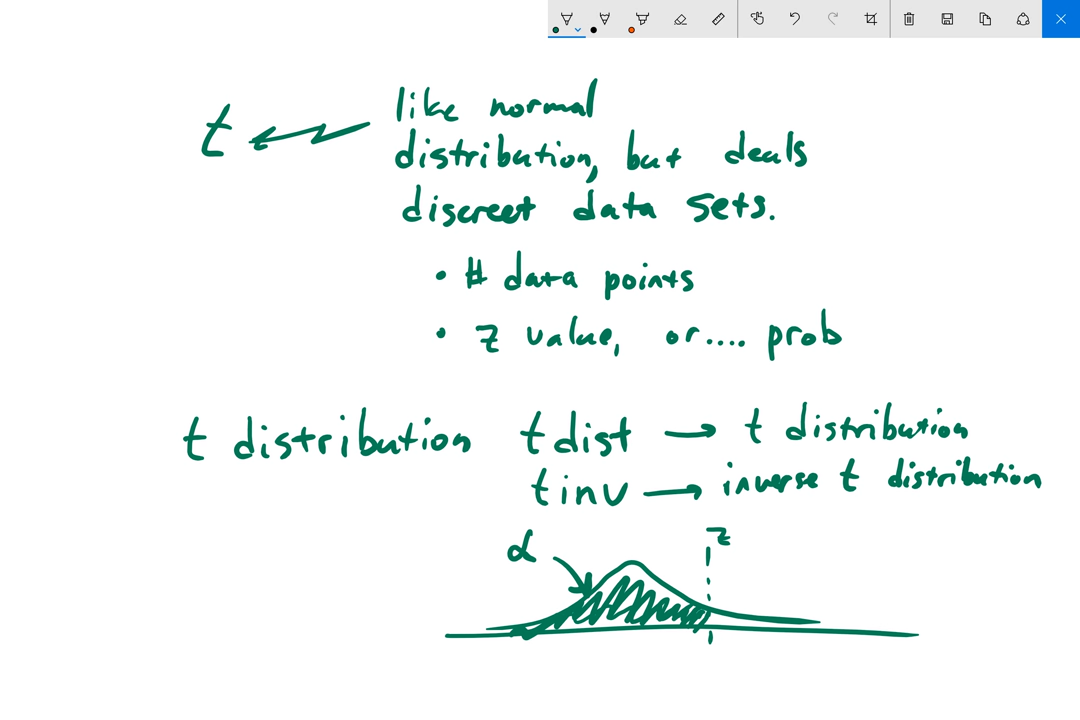 t like normal
distribution, but deals
discreet data sets.
• # data points
• z value, or.... prob
t distribution tdist → t distribution
tinv → inverse t distribution
α z